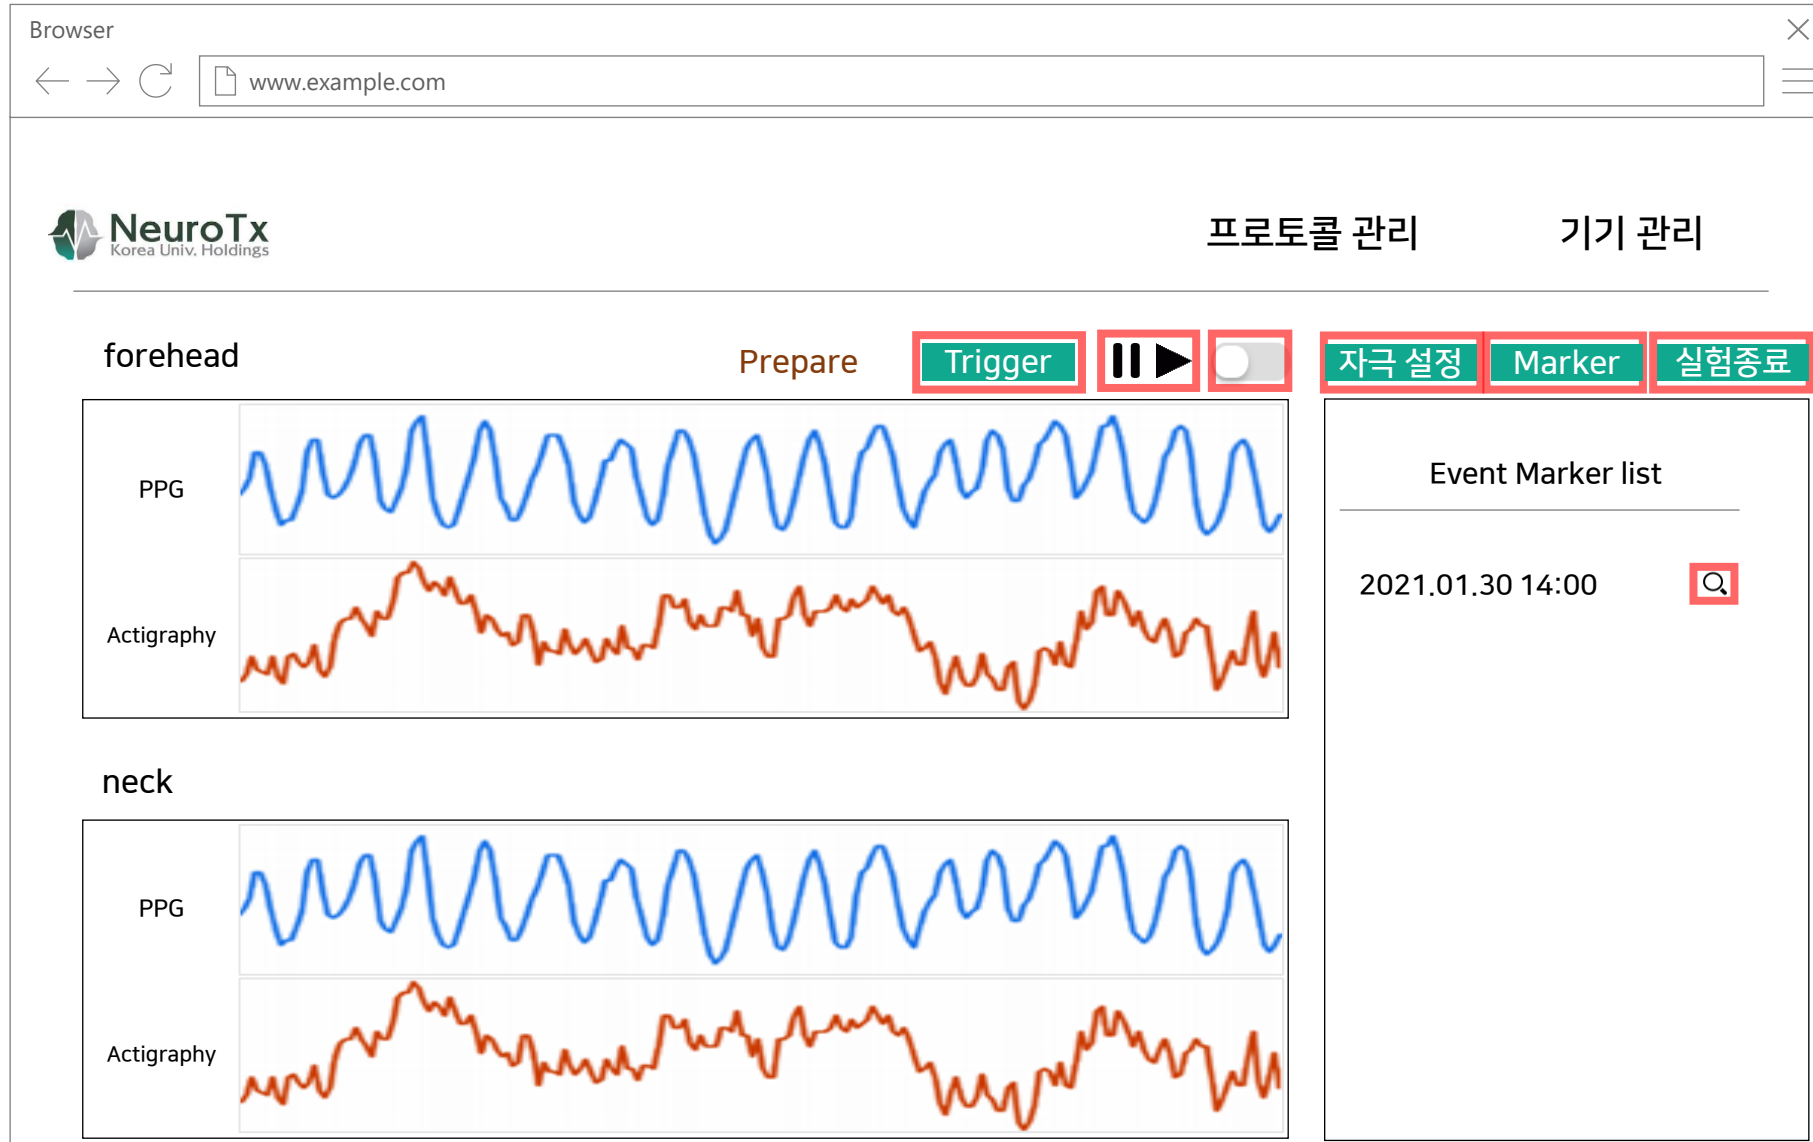 Browser
www.example.com
NeuroTx
Korea Univ. Holdings
프로토콜 관리
기기 관리
forehead
Prepare
Trigger
자극 설정
Marker
실험종료
PPG
Actigraphy
Event Marker list
2021.01.30 14:00
neck
PPG
Actigraphy